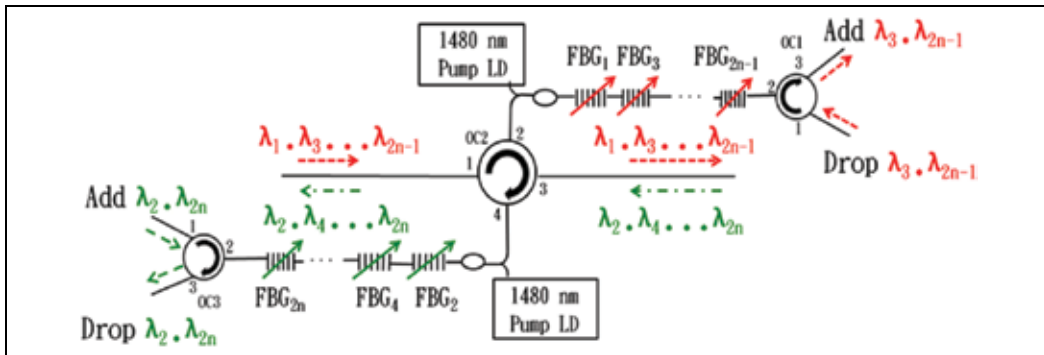 1480 nm
Pump LD
FBG₁ FBG₃ FBG₂ₙ₋₁
OC1
3
2
1
Add λ₃.λ₂ₙ₋₁
Drop λ₃.λ₂ₙ₋₁
λ₁.λ₃...λ₂ₙ₋₁
OC2
2
1
3
4
λ₁.λ₃...λ₂ₙ₋₁
λ₂.λ₄...λ₂ₙ
λ₂.λ₄...λ₂ₙ
Add λ₂.λ₂ₙ
1
2
3
OC3
Drop λ₂.λ₂ₙ
FBG₂ₙ FBG₄ FBG₂
1480 nm
Pump LD